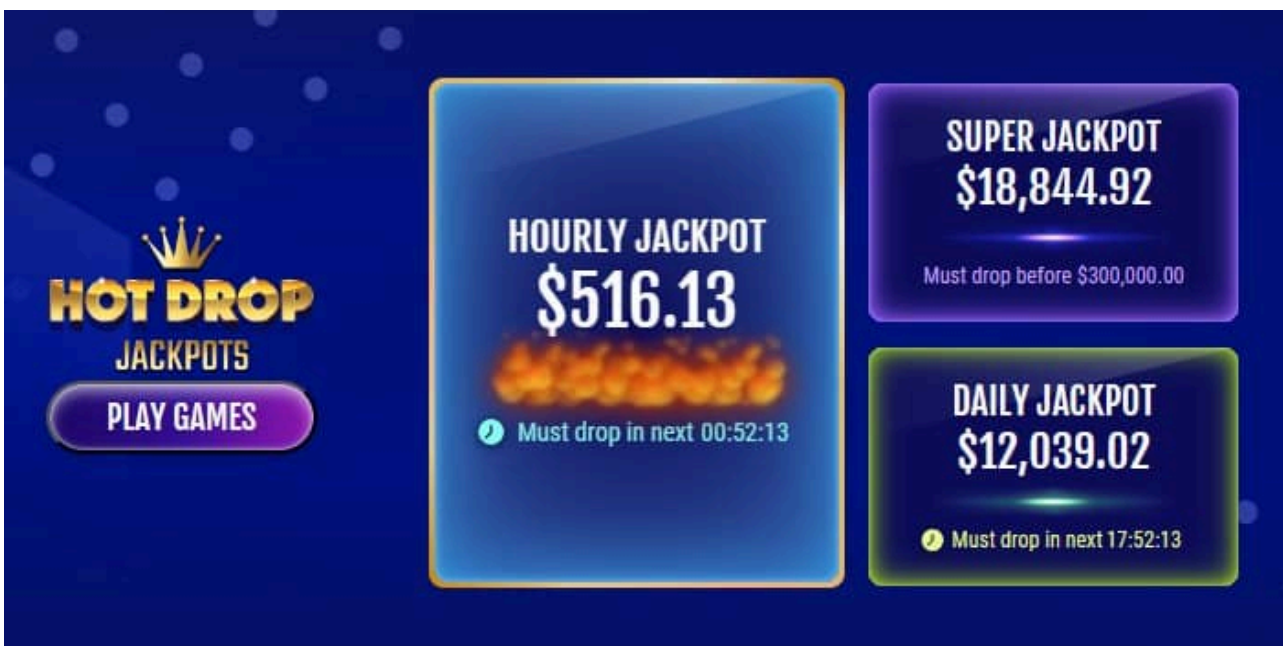 HOT DROP
JACKPOTS
PLAY GAMES
HOURLY JACKPOT
$516.13
Must drop in next 00:52:13
SUPER JACKPOT
$18,844.92
Must drop before $300,000.00
DAILY JACKPOT
$12,039.02
Must drop in next 17:52:13